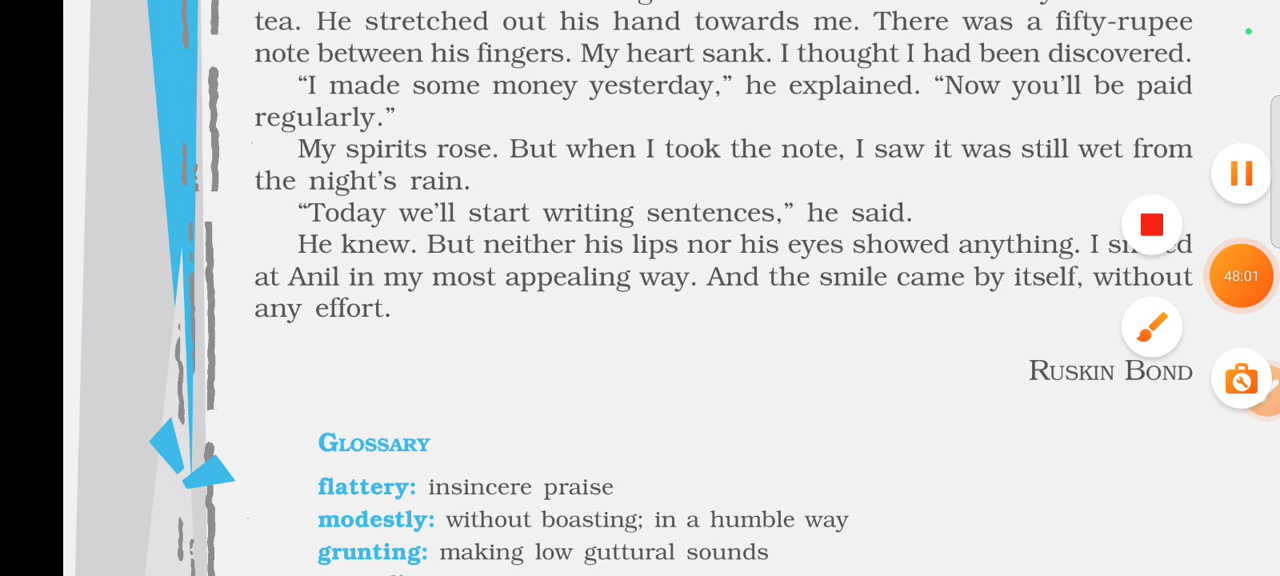 tea. He stretched out his hand towards me. There was a fifty-rupee
note between his fingers. My heart sank. I thought I had been discovered.
“I made some money yesterday,” he explained. “Now you’ll be paid
regularly.”
My spirits rose. But when I took the note, I saw it was still wet from
the night’s rain.
“Today we’ll start writing sentences,” he said.
He knew. But neither his lips nor his eyes showed anything. I
at Anil in my most appealing way. And the smile came by itself, without
any effort.
48:01
RUSKIN BOND
GLOSSARY
flattery: insincere praise
modestly: without boasting; in a humble way
grunting: making low guttural sounds